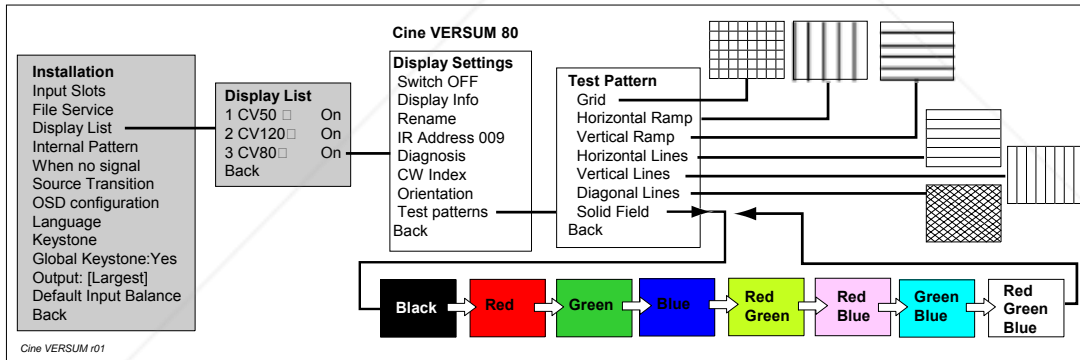 Cine VERSUM 80
Installation
Input Slots
File Service
Display List
Internal Pattern
When no signal
Source Transition
OSD configuration
Language
Keystone
Global Keystone:Yes
Output: [Largest]
Default Input Balance
Back
Display List
1 CV50 □ On
2 CV120□ On
3 CV80□ On
Back
Display Settings
Switch OFF
Display Info
Rename
IR Address 009
Diagnosis
CW Index
Orientation
Test patterns
Back
Test Pattern
Grid
Horizontal Ramp
Vertical Ramp
Horizontal Lines
Vertical Lines
Diagonal Lines
Solid Field
Back
Black
Red
Green
Blue
Red
Green
Red
Blue
Green
Blue
Red
Green
Blue
Cine VERSUM r01